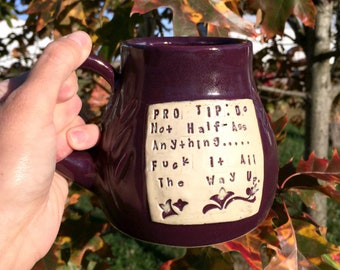 PRO TIP: Do
Not Half-Ass
Anything.....
Fuck It All
The Way Up.